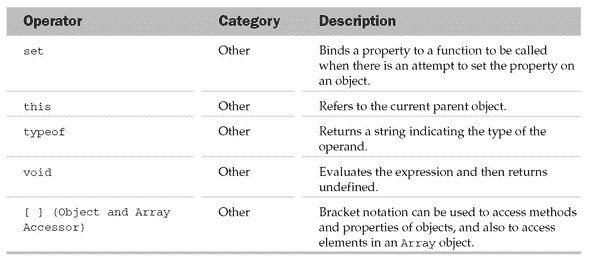 Operator Category Description
set Other Binds a property to a function to be called
when there is an attempt to set the property on
an object.
this Other Refers to the current parent object.
typeof Other Returns a string indicating the type of the
operand.
void Other Evaluates the expression and then returns
undefined.
[ ] (Object and Array Other Bracket notation can be used to access methods
Accessor) and properties of objects, and also to access
elements in an Array object.